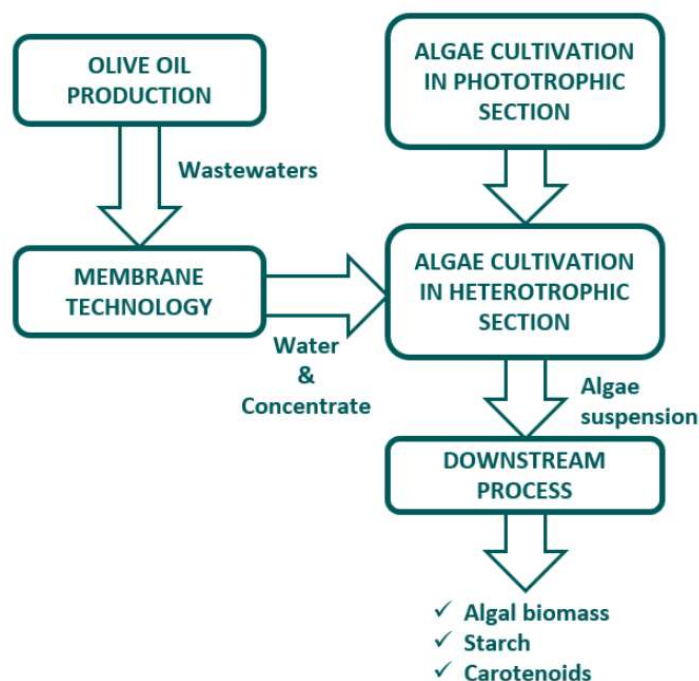 OLIVE OIL
PRODUCTION
ALGAE CULTIVATION
IN PHOTOTROPHIC
SECTION
Wastewaters
MEMBRANE
TECHNOLOGY
ALGAE CULTIVATION
IN HETEROTROPHIC
SECTION
Water
&
Concentrate
Algae
suspension
DOWNSTREAM
PROCESS
✓ Algal biomass
✓ Starch
✓ Carotenoids